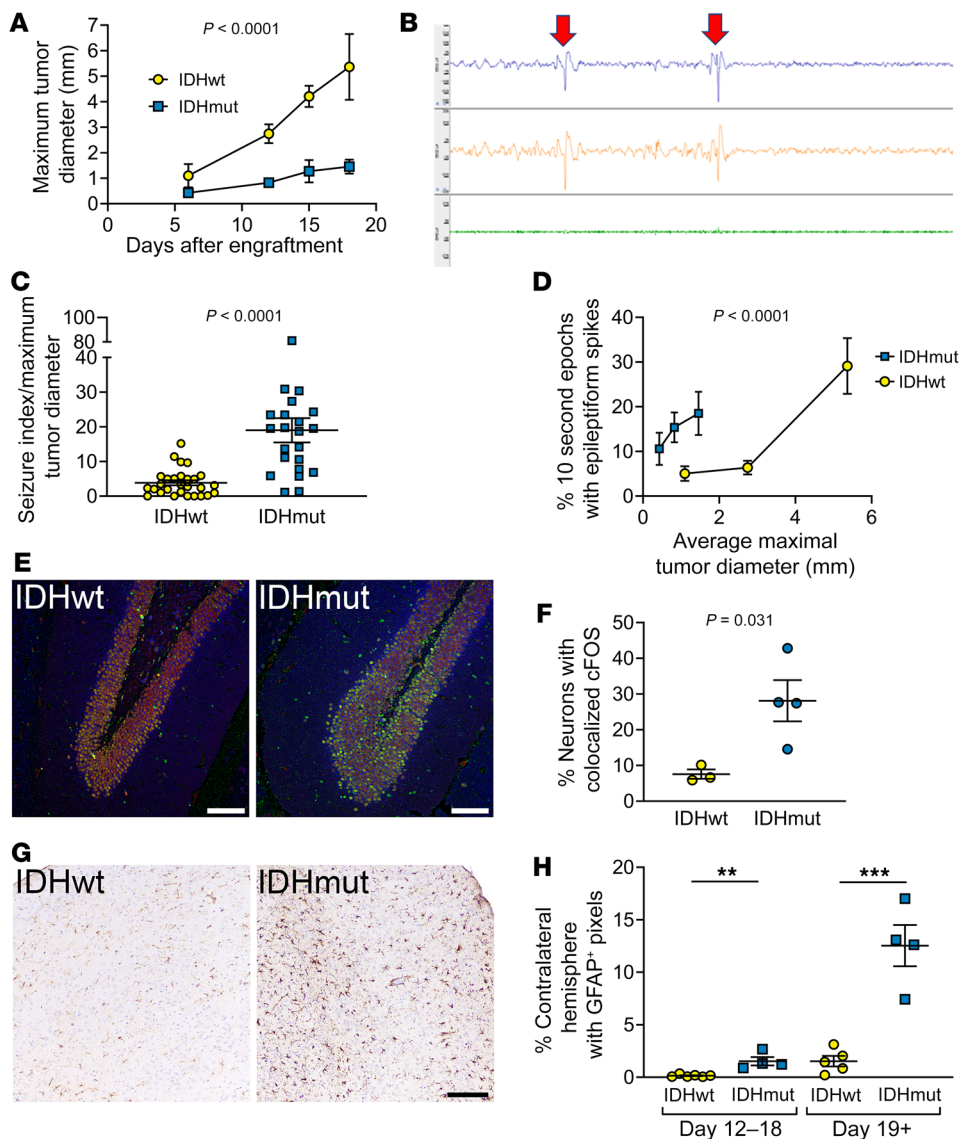 A
P < 0.0001
7
6
5
4
3
2
1
0
Maximum tumor
diameter (mm)
IDHwt
IDHmut
0 5 10 15 20
Days after engraftment
B
C
P < 0.0001
100
80
40
30
20
10
0
Seizure index/maximum
tumor diameter
IDHwt IDHmut
D
P < 0.0001
40
30
20
10
0
% 10 second epochs
with epileptiform spikes
IDHmut
IDHwt
0 2 4 6
Average maximal
tumor diameter (mm)
E
IDHwt IDHmut
F
P = 0.031
50
40
30
20
10
0
% Neurons with
colocalized cFOS
IDHwt IDHmut
G
IDHwt IDHmut
H
** ***
20
15
10
5
0
% Contralateral
hemisphere
with GFAP+ pixels
IDHwt IDHmut IDHwt IDHmut
Day 12–18 Day 19+